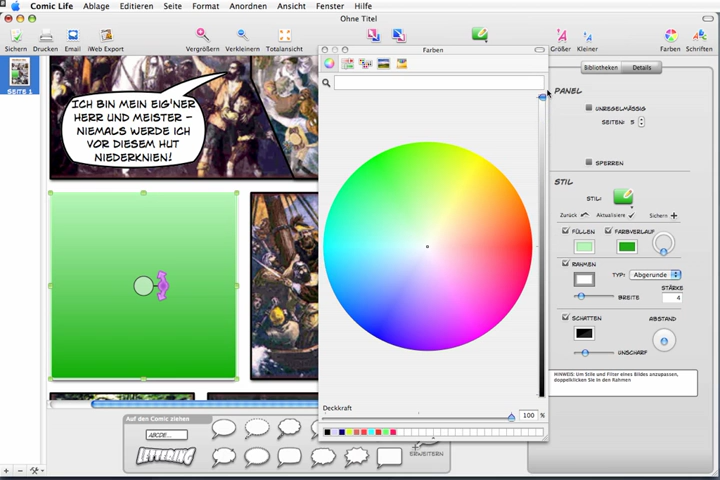 Comic Life Ablage Editieren Seite Format Anordnen Ansicht Fenster Hilfe
Ohne Titel
Sichern Drucken Email iWeb Export Vergrößern Verkleinern Totalansicht Größer Kleiner Farben Schriften
Farben
Bibliotheken Details
SEITE 1
ICH BIN MEIN EIG'NER
HERR UND MEISTER -
NIEMALS WERDE ICH
VOR DIESEM HUT
NIEDERKNIEN!
PANEL
UNREGELMÄSSIG
SEITEN: 5
SPERREN
STIL
STIL:
Zurück Aktualisiere Sichern
FÜLLEN FARBVERLAUF
RAHMEN TYP: Abgerunde
STÄRKE
BREITE 4
SCHATTEN ABSTAND
UNSCHARF
HINWEIS: Um Stile und Filter eines Bildes anzupassen,
doppelklicken Sie in den Rahmen
Deckkraft
100 %
Auf den Comic ziehen
ABCDE...
LETTERING
ERWEITERN